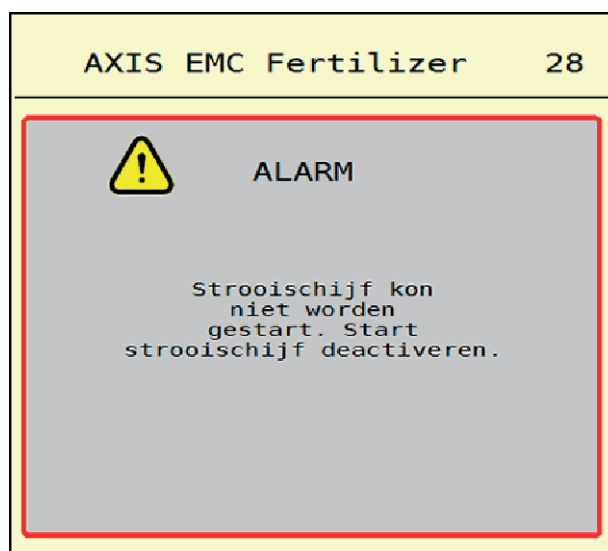 AXIS EMC Fertilizer 28
ALARM
Strooischijf kon
niet worden
gestart. Start
strooischijf deactiveren.